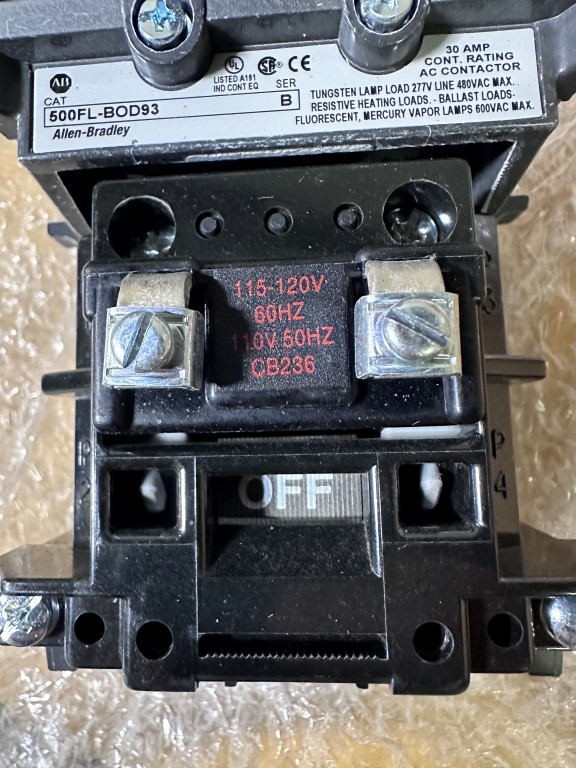 AB
UL
LISTED A191
IND CONT EQ
CE
30 AMP
CONT. RATING
AC CONTACTOR
CAT
SER
500FL-BOD93
B
Allen-Bradley
TUNGSTEN LAMP LOAD 277V LINE 480VAC MAX.
RESISTIVE HEATING LOADS. - BALLAST LOADS-
FLUORESCENT, MERCURY VAPOR LAMPS 600VAC MAX.
115-120V
60HZ
110V 50HZ
CB236
OFF
P
4